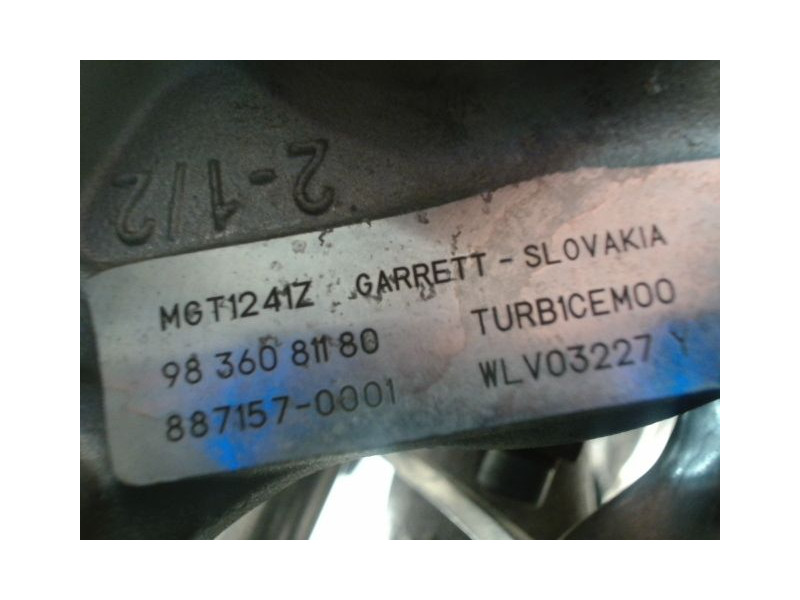 2-1/2
MGT1241Z GARRETT - SLOVAKIA
98 360 811 80 TURB1CEM00
887157-0001 WLV03227 Y